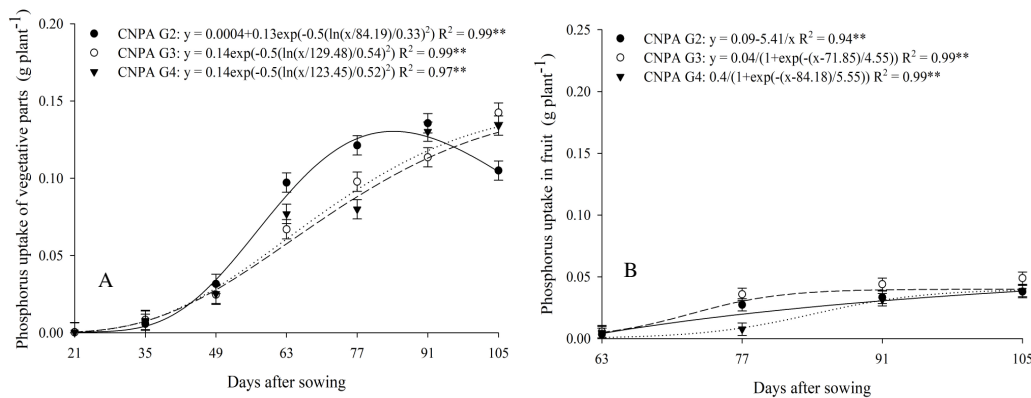 CNPA G2: y = 0.0004+0.13exp(-0.5(ln(x/84.19)/0.33)²) R² = 0.99**
CNPA G3: y = 0.14exp(-0.5(ln(x/129.48)/0.54)²) R² = 0.99**
CNPA G4: y = 0.14exp(-0.5(ln(x/123.45)/0.52)²) R² = 0.97**
Phosphorus uptake of vegetative parts (g plant⁻¹)
0.20
0.15
0.10
0.05
0.00
A
21 35 49 63 77 91 105
Days after sowing
CNPA G2: y = 0.09-5.41/x R² = 0.94**
CNPA G3: y = 0.04/(1+exp(-(x-71.85)/4.55)) R² = 0.99**
CNPA G4: 0.4/(1+exp(-(x-84.18)/5.55)) R² = 0.99**
Phosphorus uptake in fruit (g plant⁻¹)
0.25
0.20
0.15
0.10
0.05
0.00
B
63 77 91 105
Days after sowing